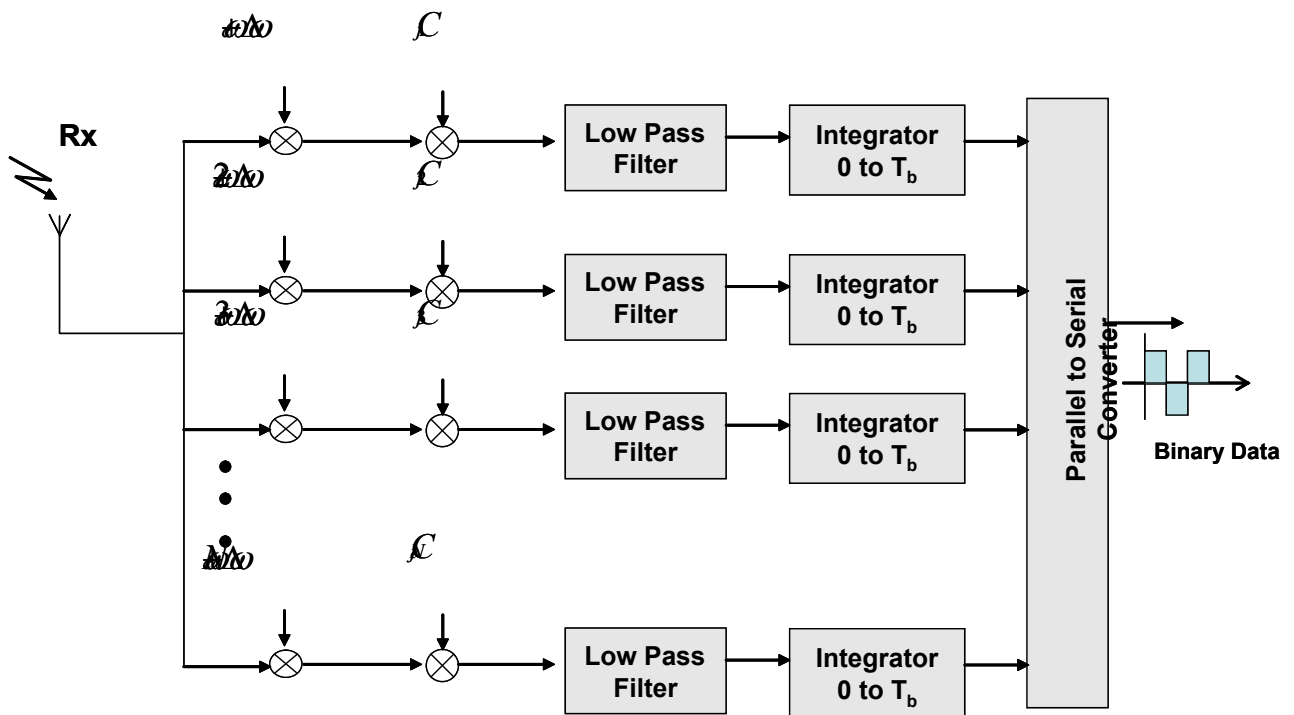 Rx
Low Pass
Filter
Integrator
0 to T_b
Low Pass
Filter
Integrator
0 to T_b
Low Pass
Filter
Integrator
0 to T_b
Low Pass
Filter
Integrator
0 to T_b
Parallel to Serial
Converter
Binary Data